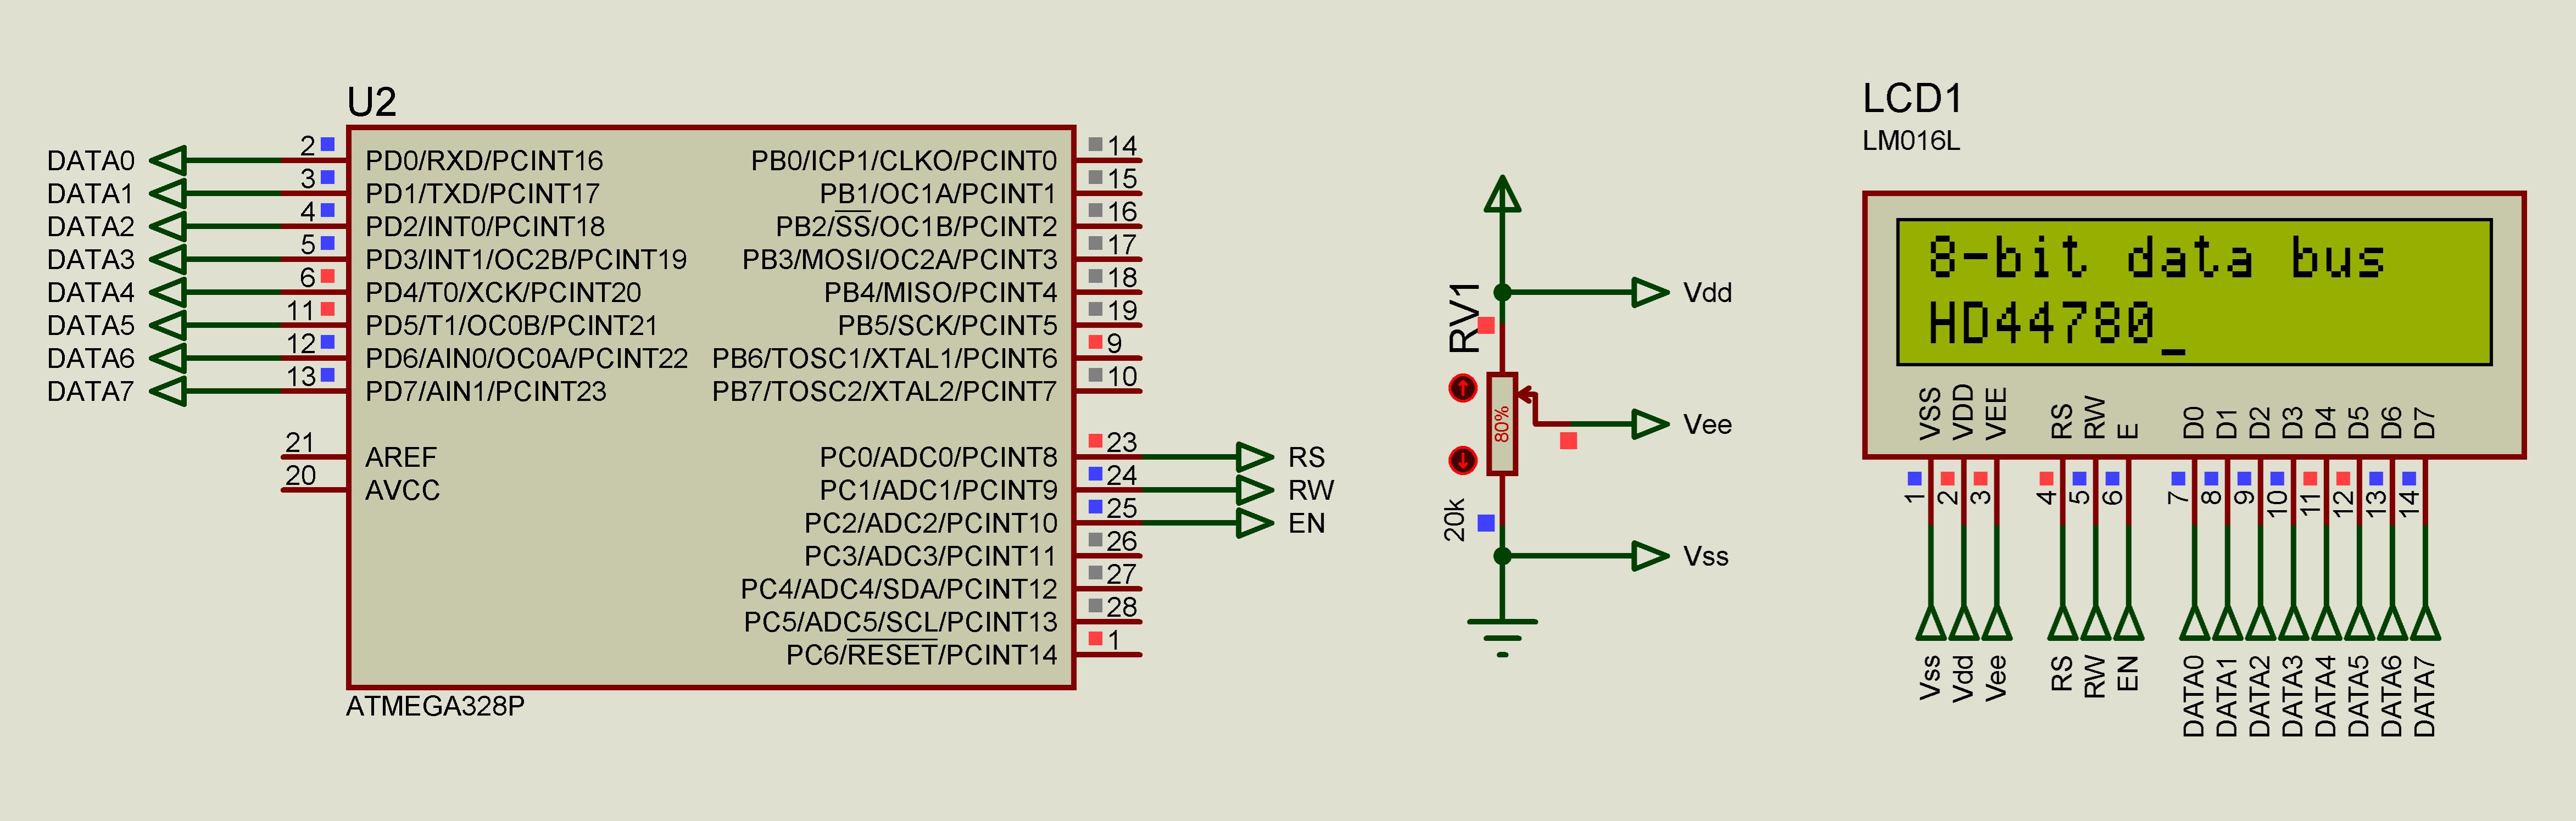 U2
DATA0
DATA1
DATA2
DATA3
DATA4
DATA5
DATA6
DATA7
2
3
4
5
6
11
12
13
21
20
PD0/RXD/PCINT16
PD1/TXD/PCINT17
PD2/INT0/PCINT18
PD3/INT1/OC2B/PCINT19
PD4/T0/XCK/PCINT20
PD5/T1/OC0B/PCINT21
PD6/AIN0/OC0A/PCINT22
PD7/AIN1/PCINT23
AREF
AVCC
PB0/ICP1/CLKO/PCINT0
PB1/OC1A/PCINT1
PB2/SS/OC1B/PCINT2
PB3/MOSI/OC2A/PCINT3
PB4/MISO/PCINT4
PB5/SCK/PCINT5
PB6/TOSC1/XTAL1/PCINT6
PB7/TOSC2/XTAL2/PCINT7
PC0/ADC0/PCINT8
PC1/ADC1/PCINT9
PC2/ADC2/PCINT10
PC3/ADC3/PCINT11
PC4/ADC4/SDA/PCINT12
PC5/ADC5/SCL/PCINT13
PC6/RESET/PCINT14
14
15
16
17
18
19
9
10
23
24
25
26
27
28
1
RS
RW
EN
ATMEGA328P
RV1
80%
20k
Vdd
Vee
Vss
LCD1
LM016L
8-bit data bus
HD44780_
VSS
VDD
VEE
RS
RW
E
D0
D1
D2
D3
D4
D5
D6
D7
1
2
3
4
5
6
7
8
9
10
11
12
13
14
Vss
Vdd
Vee
RS
RW
EN
DATA0
DATA1
DATA2
DATA3
DATA4
DATA5
DATA6
DATA7